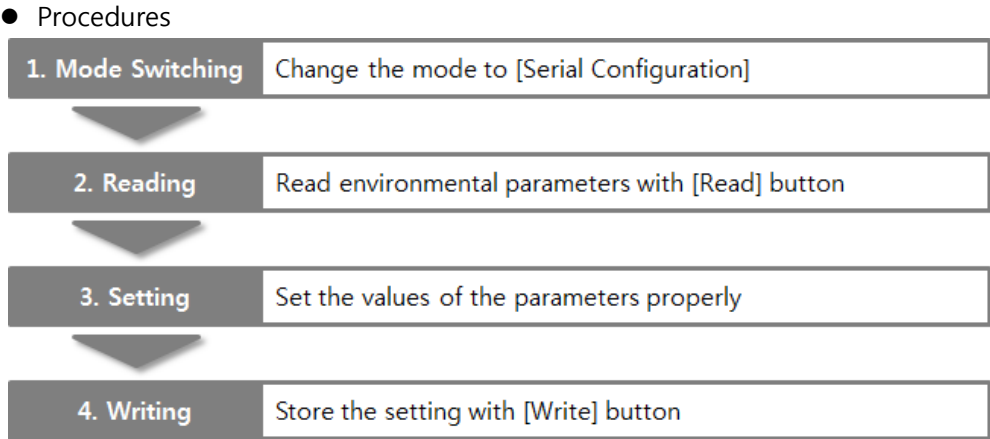 ● Procedures
1. Mode Switching Change the mode to [Serial Configuration]
2. Reading Read environmental parameters with [Read] button
3. Setting Set the values of the parameters properly
4. Writing Store the setting with [Write] button